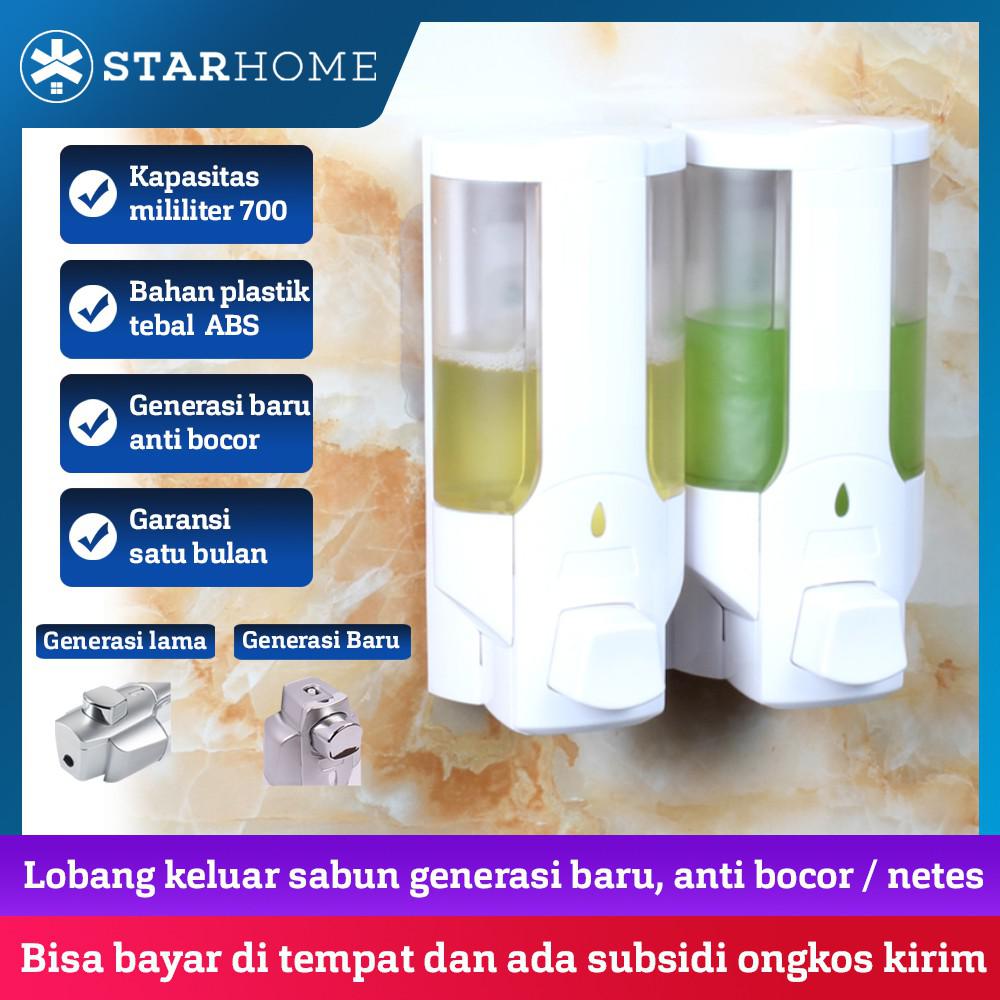 STARHOME
Kapasitas
mililiter 700
Bahan plastik
tebal ABS
Generasi baru
anti bocor
Garansi
satu bulan
Generasi lama
Generasi Baru
Lobang keluar sabun generasi baru, anti bocor / netes
Bisa bayar di tempat dan ada subsidi ongkos kirim